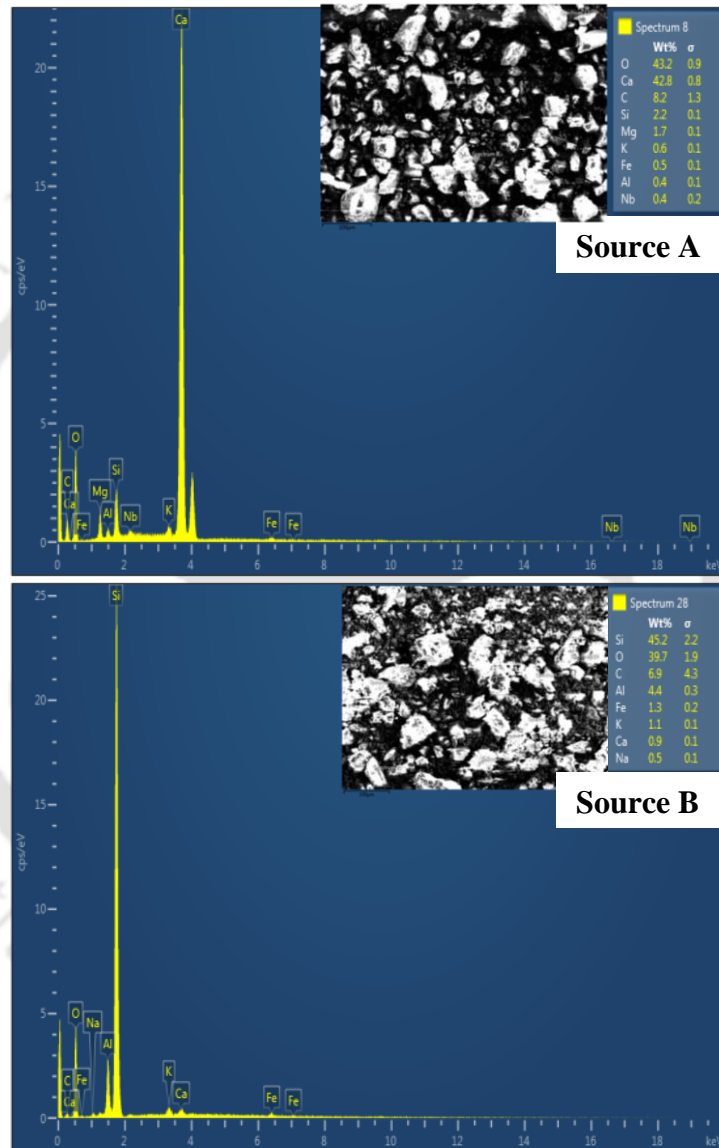 Ca
Spectrum 8
Wt% σ
O 43.2 0.9
Ca 42.8 0.8
C 8.2 1.3
Si 2.2 0.1
Mg 1.7 0.1
K 0.6 0.1
Fe 0.5 0.1
Al 0.4 0.1
Nb 0.4 0.2
Source A
20
15
10
5
0
cps/eV
O
Si
C
Mg
Ca
Al
K
Fe
Nb
Fe
Fe
Nb
Nb
0 2 4 6 8 10 12 14 16 18 keV
Si
Spectrum 28
Wt% σ
Si 45.2 2.2
O 39.7 1.9
C 6.9 4.3
Al 4.4 0.3
Fe 1.3 0.2
K 1.1 0.1
Ca 0.9 0.1
Na 0.5 0.1
Source B
25
20
15
10
5
0
cps/eV
O
Na
Al
C
Fe
K
Ca
Ca
Fe
Fe
0 2 4 6 8 10 12 14 16 18 keV